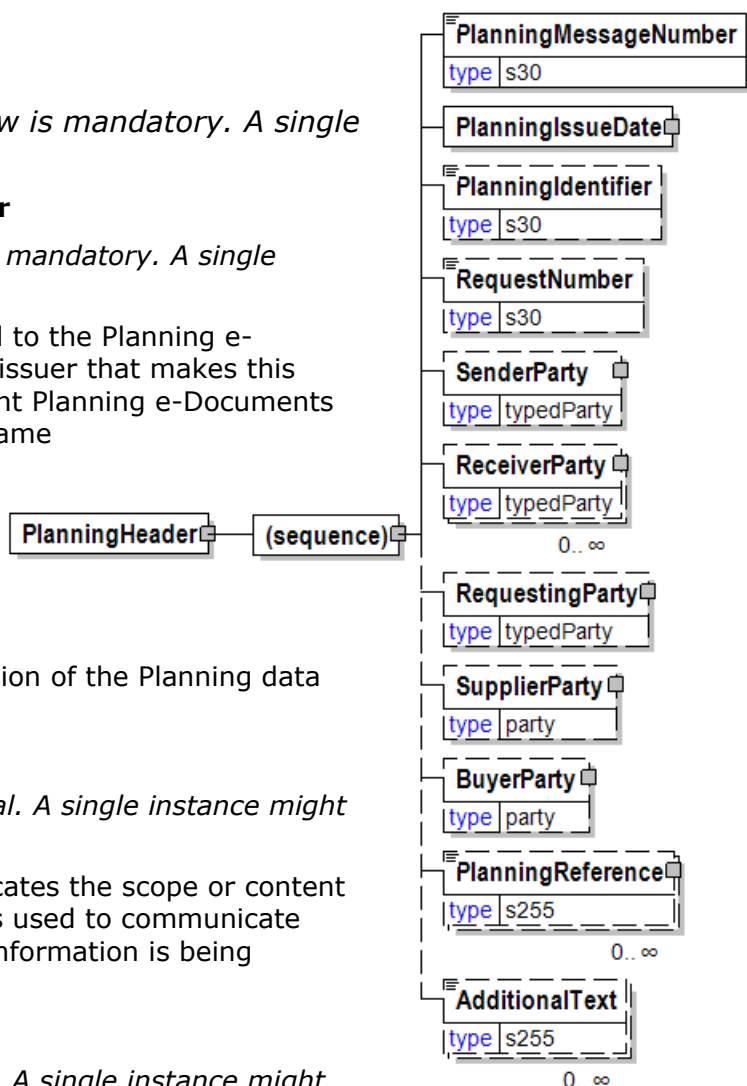 w is mandatory. A single
r
mandatory. A single
l to the Planning e-
issuer that makes this
nt Planning e-Documents
ame
tion of the Planning data
al. A single instance might
cates the scope or content
s used to communicate
nformation is being
. A single instance might
PlanningHeader
(sequence)
PlanningMessageNumber
type s30
PlanningIssueDate
PlanningIdentifier
type s30
RequestNumber
type s30
SenderParty
type typedParty
ReceiverParty
type typedParty
0.. ∞
RequestingParty
type typedParty
SupplierParty
type party
BuyerParty
type party
PlanningReference
type s255
0.. ∞
AdditionalText
type s255
0.. ∞